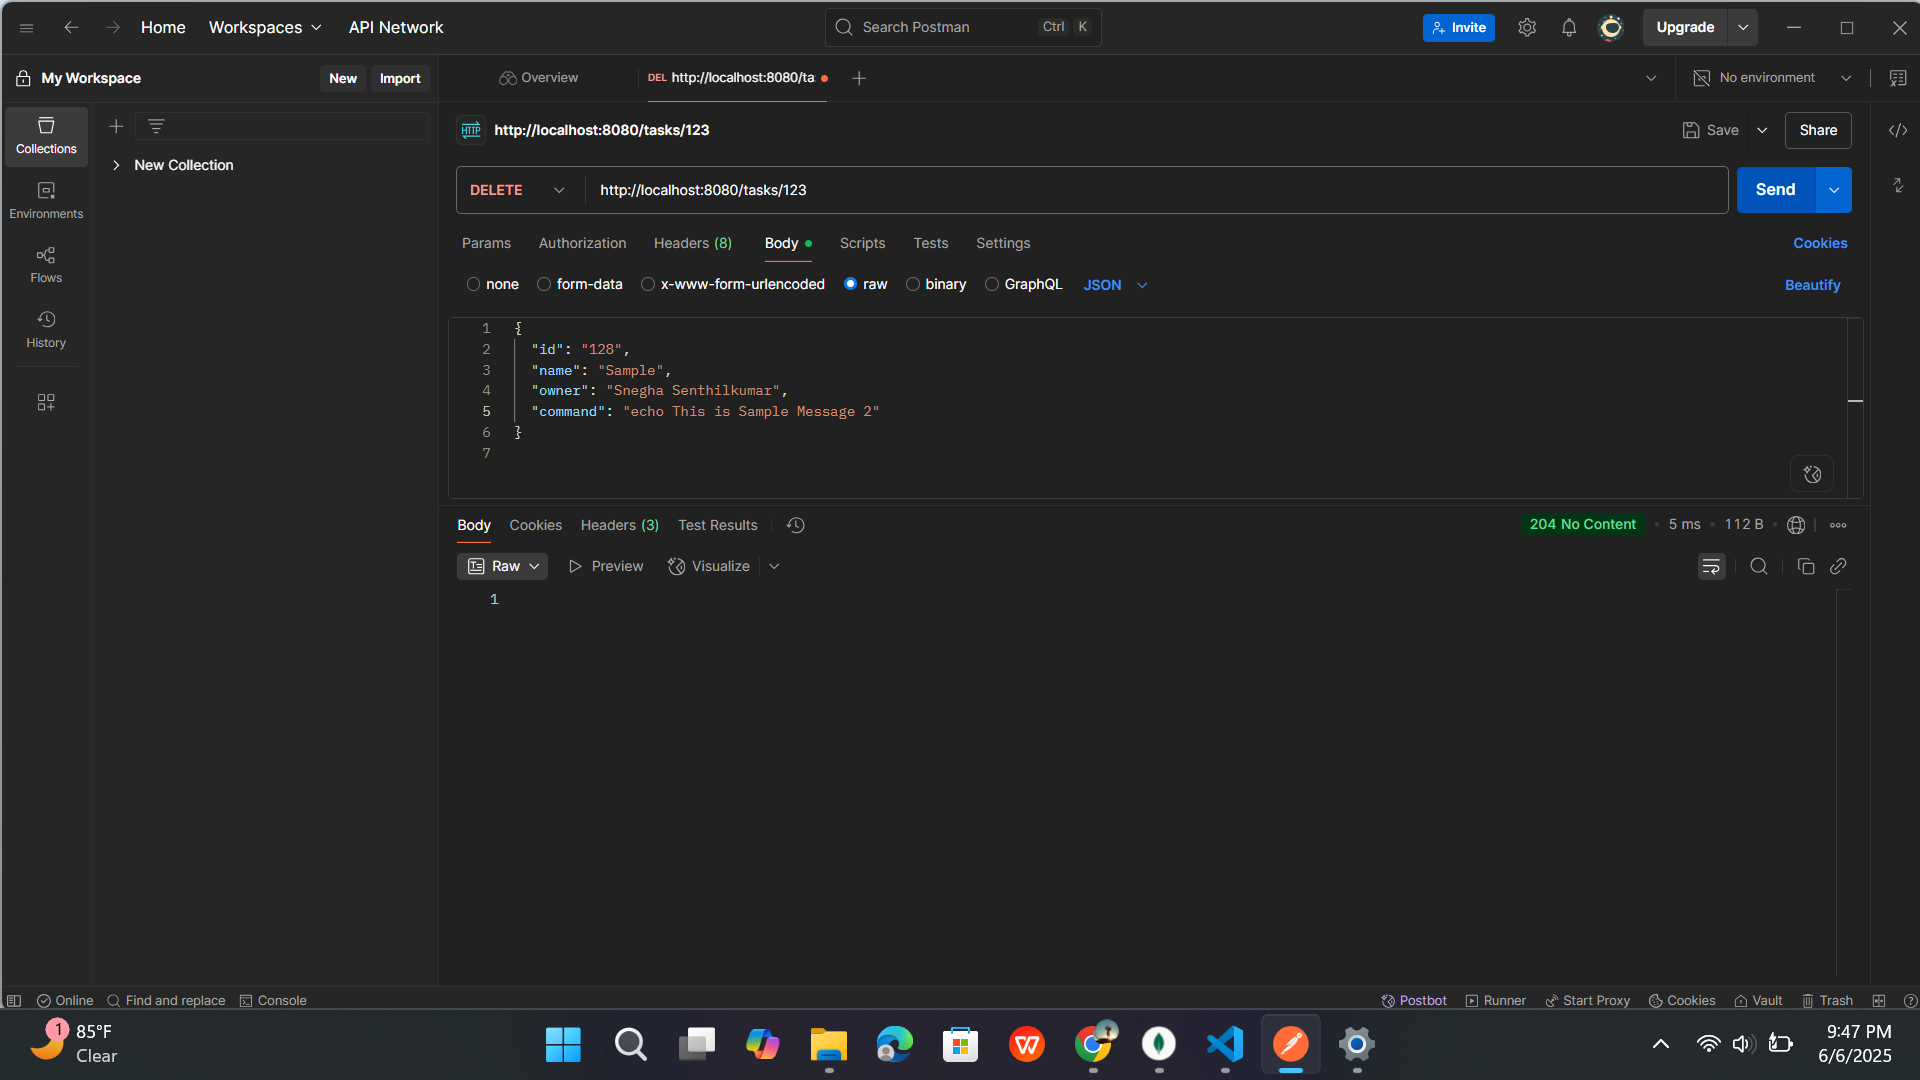 Home Workspaces API Network Search Postman Ctrl K Invite Upgrade
My Workspace New Import Overview DEL http://localhost:8080/ta No environment
Collections
New Collection
Environments
Flows
History
HTTP http://localhost:8080/tasks/123 Save Share
DELETE http://localhost:8080/tasks/123 Send
Params Authorization Headers (8) Body Scripts Tests Settings Cookies
none form-data x-www-form-urlencoded raw binary GraphQL JSON Beautify
1 {
2 "id": "128",
3 "name": "Sample",
4 "owner": "Snegha Senthilkumar",
5 "command": "echo This is Sample Message 2"
6 }
7
Body Cookies Headers (3) Test Results 204 No Content 5 ms 112 B
Raw Preview Visualize
1
Online Find and replace Console Postbot Runner Start Proxy Cookies Vault Trash
1 85°F
Clear
W
9:47 PM
6/6/2025